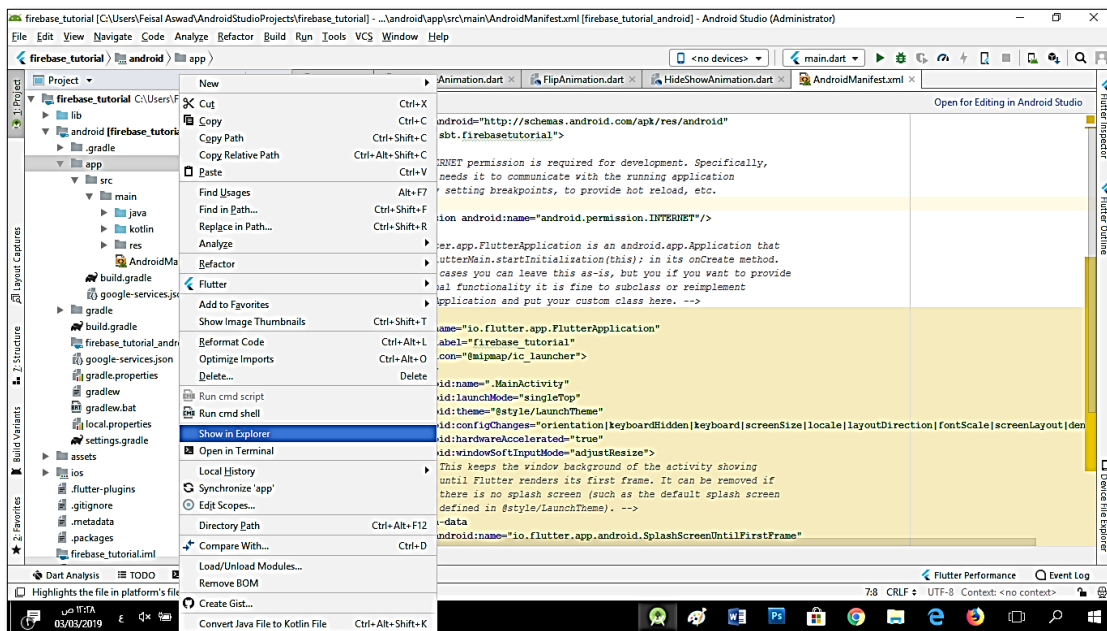 firebase_tutorial [C:\Users\Feisal Aswad\AndroidStudioProjects\firebase_tutorial] - ...\android\app\src\main\AndroidManifest.xml [firebase_tutorial_android] - Android Studio (Administrator)
File Edit View Navigate Code Analyze Refactor Build Run Tools VCS Window Help
firebase_tutorial android app <no devices> main.dart
Project
Animation.dart FlipAnimation.dart HideShowAnimation.dart AndroidManifest.xml
Open for Editing in Android Studio
1: Project
Layout Captures
7: Structure
Build Variants
2: Favorites
firebase_tutorial C:\Users\F
lib
android [firebase_tutoria
.gradle
app
src
main
java
kotlin
res
AndroidMa
build.gradle
google-services.jso
gradle
build.gradle
firebase_tutorial_andr
google-services.json
gradle.properties
gradlew
gradlew.bat
local.properties
settings.gradle
assets
ios
.flutter-plugins
.gitignore
.metadata
.packages
firebase_tutorial.iml
New
Cut Ctrl+X
Copy Ctrl+C
Copy Path Ctrl+Shift+C
Copy Relative Path Ctrl+Alt+Shift+C
Paste Ctrl+V
Find Usages Alt+F7
Find in Path... Ctrl+Shift+F
Replace in Path... Ctrl+Shift+R
Analyze
Refactor
Flutter
Add to Favorites
Show Image Thumbnails Ctrl+Shift+T
Reformat Code Ctrl+Alt+L
Optimize Imports Ctrl+Alt+O
Delete... Delete
Run cmd script
Run cmd shell
Show in Explorer
Open in Terminal
Local History
Synchronize 'app'
Edit Scopes...
Directory Path Ctrl+Alt+F12
Compare With... Ctrl+D
Load/Unload Modules...
Remove BOM
Create Gist...
Convert Java File to Kotlin File Ctrl+Alt+Shift+K
ndroid="http://schemas.android.com/apk/res/android"
sbt.firebasetutorial">
RNET permission is required for development. Specifically,
needs it to communicate with the running application
setting breakpoints, to provide hot reload, etc.
ion android:name="android.permission.INTERNET"/>
ter.app.FlutterApplication is an android.app.Application that
utterMain.startInitialization(this); in its onCreate method.
cases you can leave this as-is, but you if you want to provide
nal functionality it is fine to subclass or reimplement
pplication and put your custom class here. -->
ame="io.flutter.app.FlutterApplication"
abel="firebase_tutorial"
con="@mipmap/ic_launcher">
oid:name=".MainActivity"
oid:launchMode="singleTop"
oid:theme="@style/LaunchTheme"
oid:configChanges="orientation|keyboardHidden|keyboard|screenSize|locale|layoutDirection|fontScale|screenLayout|den
oid:hardwareAccelerated="true"
oid:windowSoftInputMode="adjustResize">
This keeps the window background of the activity showing
until Flutter renders its first frame. It can be removed if
there is no splash screen (such as the default splash screen
defined in @style/LaunchTheme). -->
-data
android:name="io.flutter.app.android.SplashScreenUntilFirstFrame"
Flutter Inspector
Flutter Outline
Device File Explorer
Dart Analysis TODO Flutter Performance Event Log
Highlights the file in platform's file 7:8 CRLF UTF-8 Context: <no context>
١٢:٢٨ ص
03/03/2019
ع